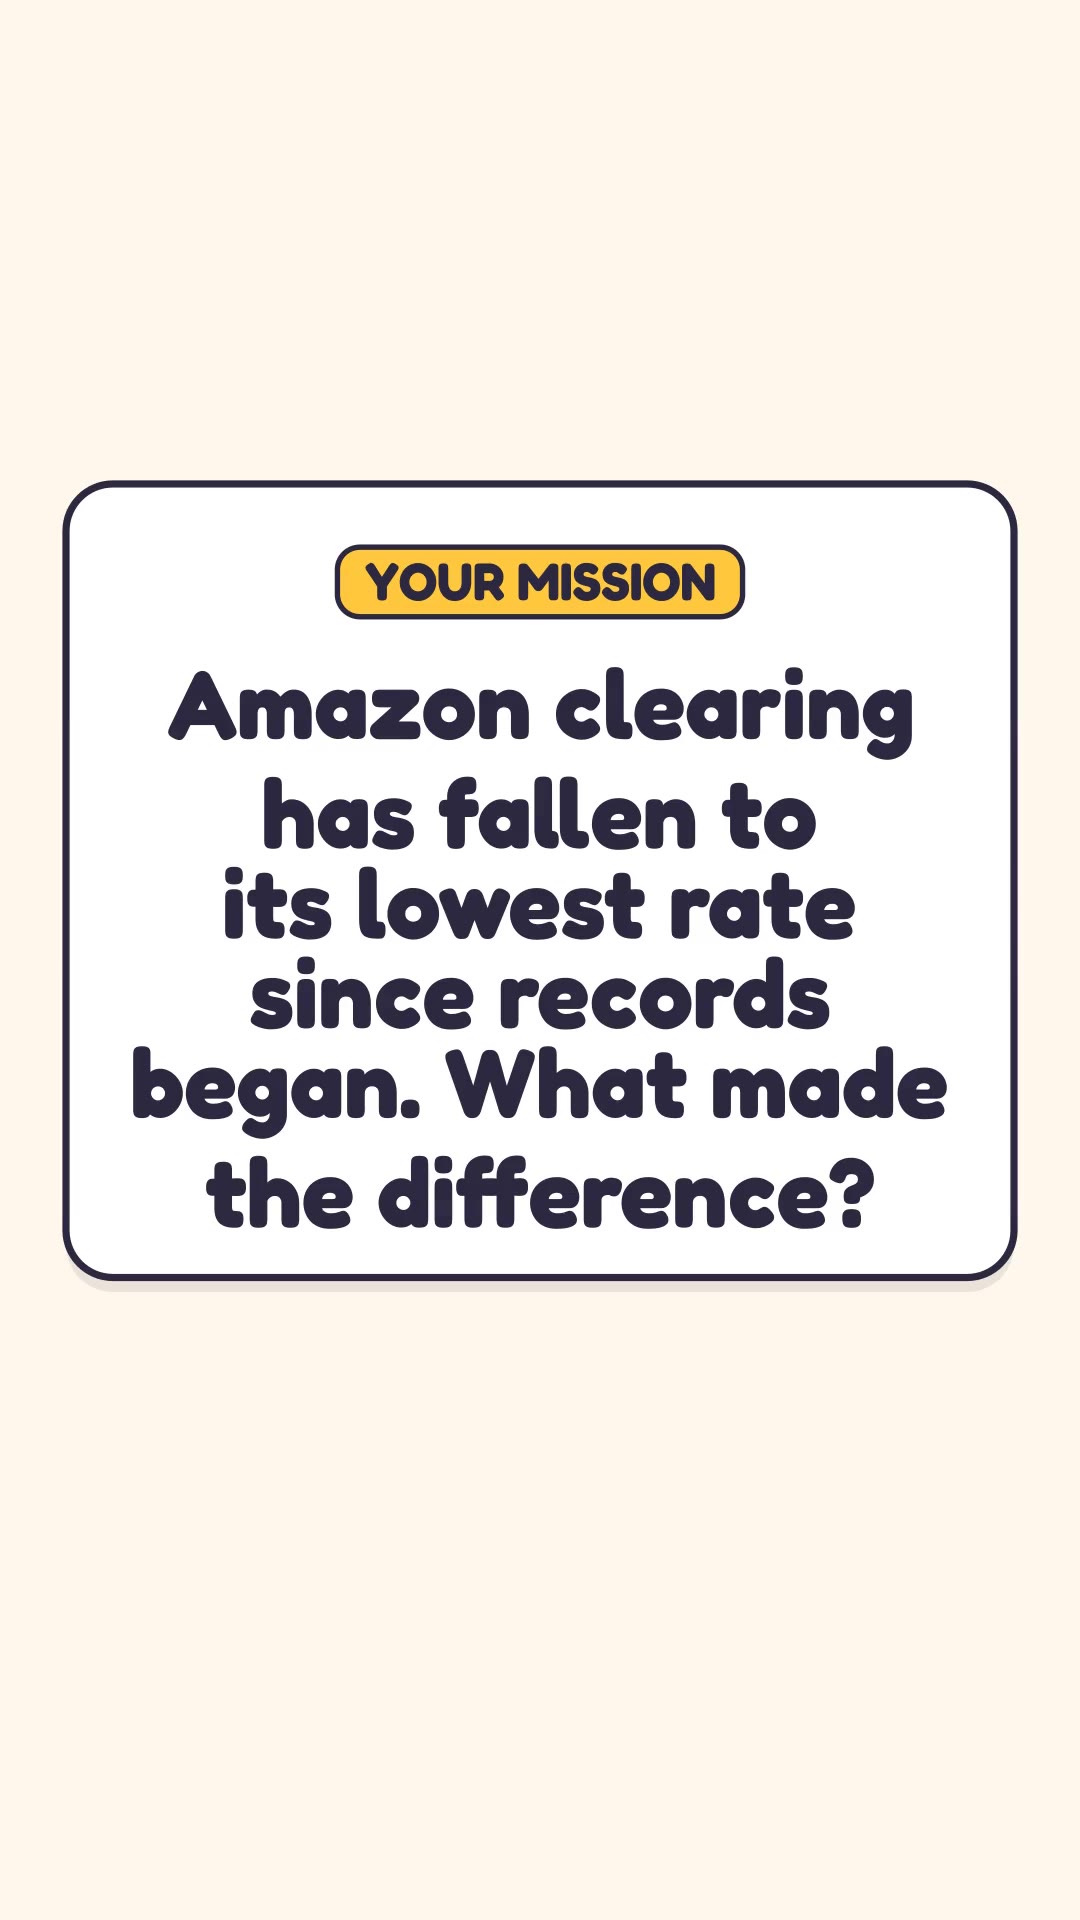 YOUR MISSION
Amazon clearing
has fallen to
its lowest rate
since records
began. What made
the difference?